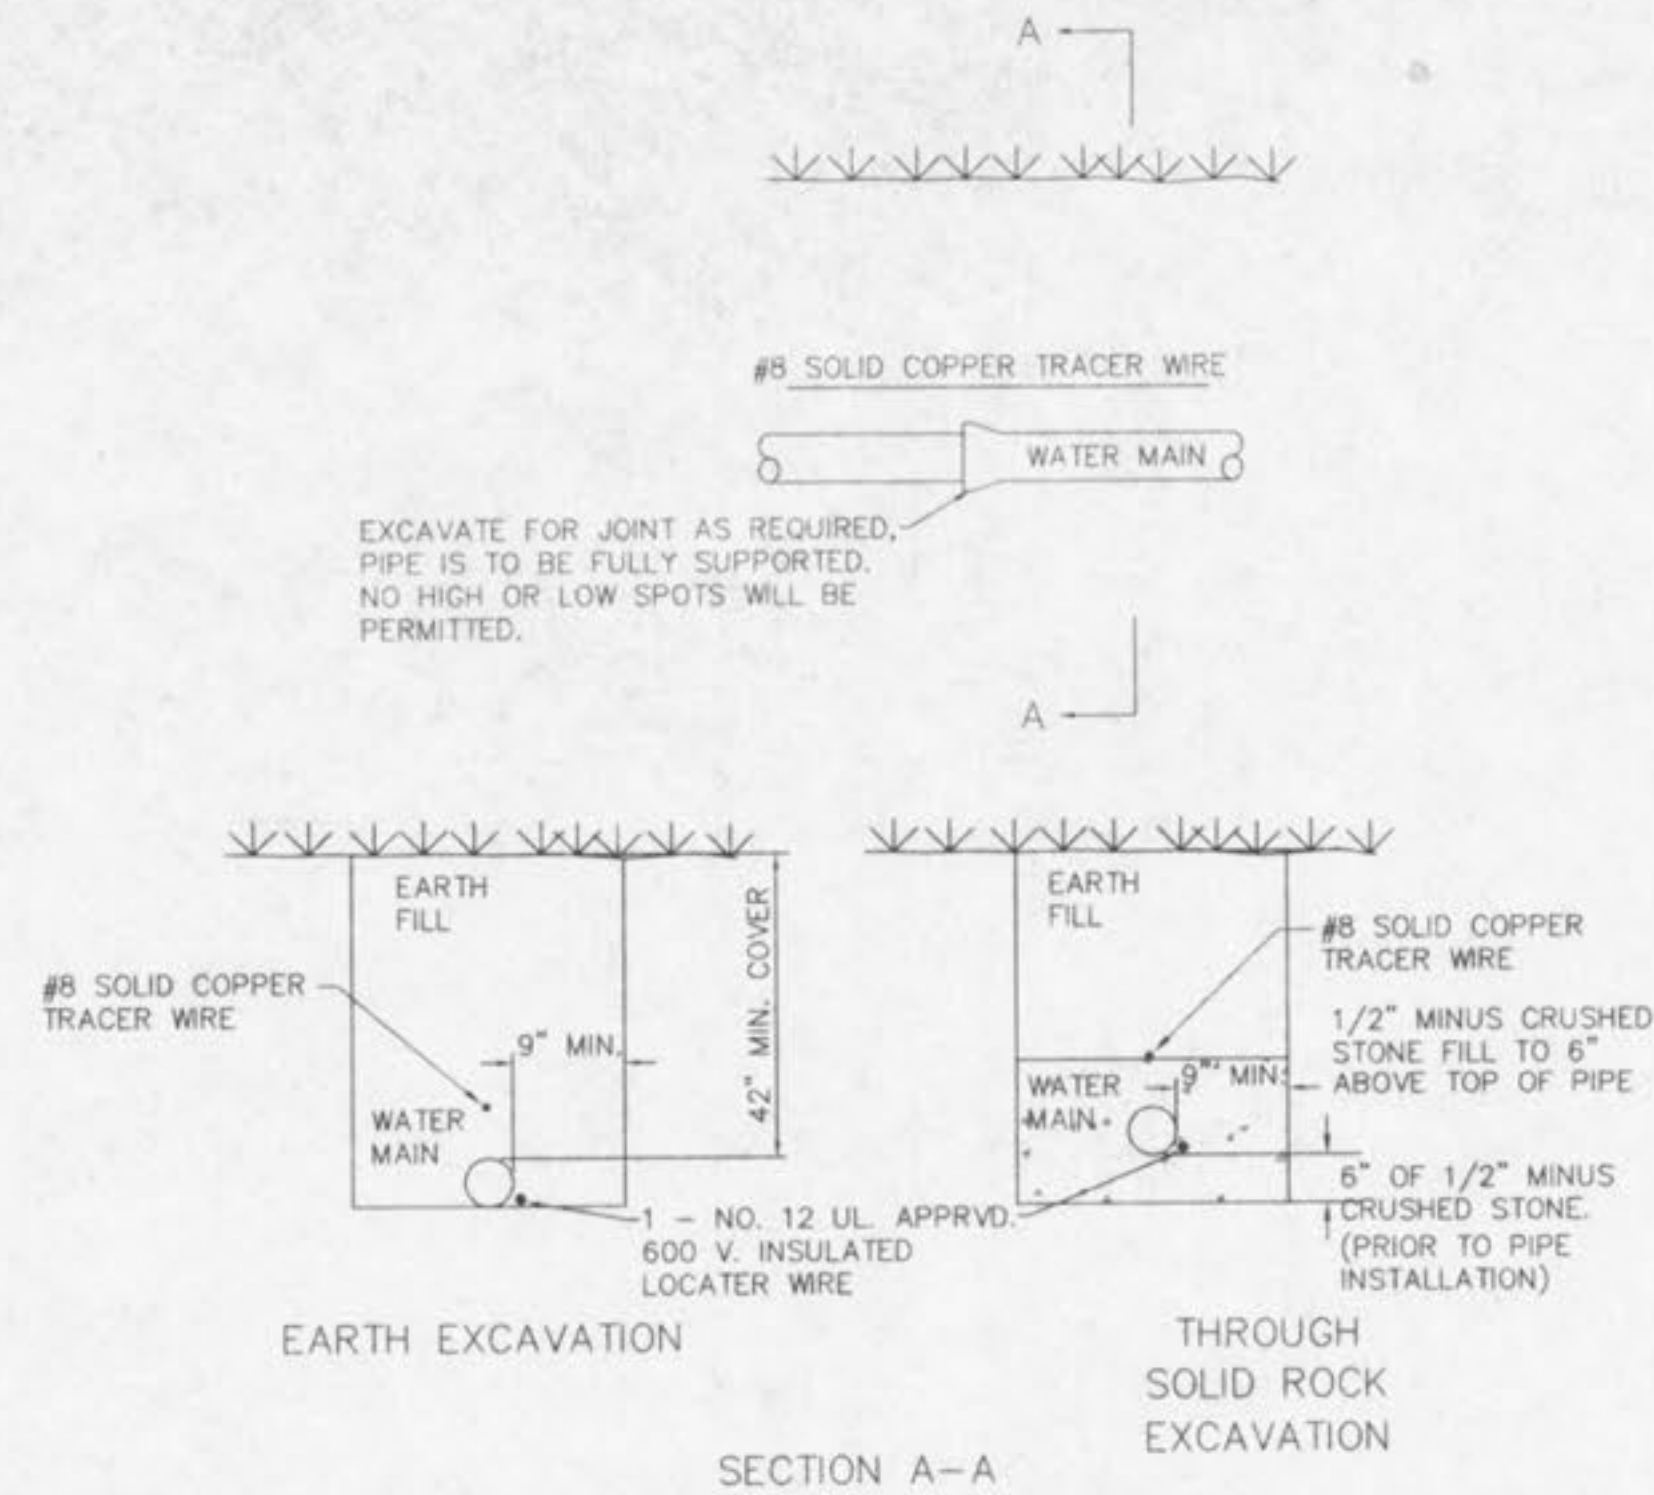 A
#8 SOLID COPPER TRACER WIRE
WATER MAIN
EXCAVATE FOR JOINT AS REQUIRED,
PIPE IS TO BE FULLY SUPPORTED.
NO HIGH OR LOW SPOTS WILL BE
PERMITTED.
A
EARTH
FILL
#8 SOLID COPPER
TRACER WIRE
9" MIN.
42" MIN. COVER
WATER
MAIN
1 - NO. 12 UL. APPRVD.
600 V. INSULATED
LOCATER WIRE
EARTH EXCAVATION
EARTH
FILL
#8 SOLID COPPER
TRACER WIRE
1/2" MINUS CRUSHED
STONE FILL TO 6"
ABOVE TOP OF PIPE
9" MIN.
WATER
MAIN
6" OF 1/2" MINUS
CRUSHED STONE.
(PRIOR TO PIPE
INSTALLATION)
THROUGH
SOLID ROCK
EXCAVATION
SECTION A-A